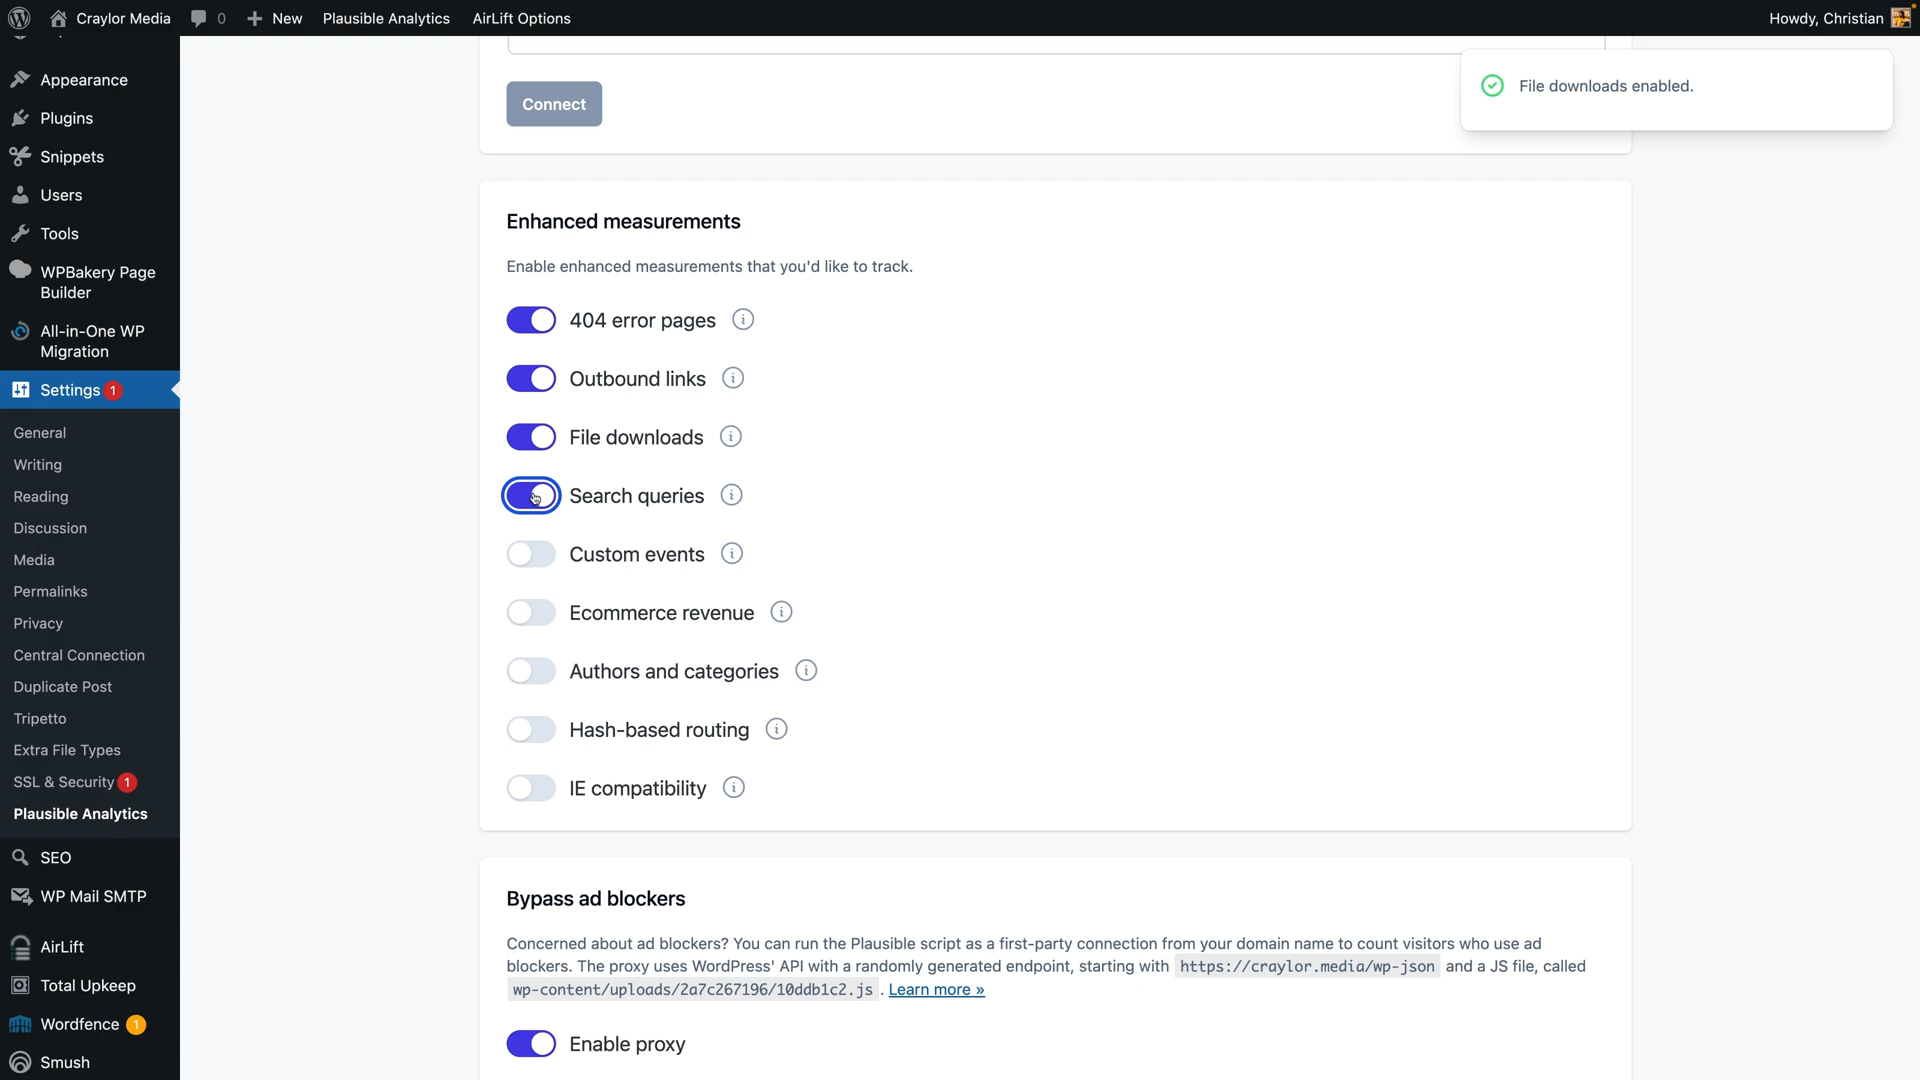 Craylor Media
0
New
Plausible Analytics
AirLift Options
Howdy, Christian
Appearance
Plugins
Snippets
Users
Tools
WPBakery Page
Builder
All-in-One WP
Migration
Settings 1
General
Writing
Reading
Discussion
Media
Permalinks
Privacy
Central Connection
Duplicate Post
Tripetto
Extra File Types
SSL & Security 1
Plausible Analytics
SEO
WP Mail SMTP
AirLift
Total Upkeep
Wordfence 1
Smush
Connect
File downloads enabled.
Enhanced measurements
Enable enhanced measurements that you'd like to track.
404 error pages
Outbound links
File downloads
Search queries
Custom events
Ecommerce revenue
Authors and categories
Hash-based routing
IE compatibility
Bypass ad blockers
Concerned about ad blockers? You can run the Plausible script as a first-party connection from your domain name to count visitors who use ad
blockers. The proxy uses WordPress' API with a randomly generated endpoint, starting with https://craylor.media/wp-json and a JS file, called
wp-content/uploads/2a7c267196/10ddb1c2.js . Learn more »
Enable proxy